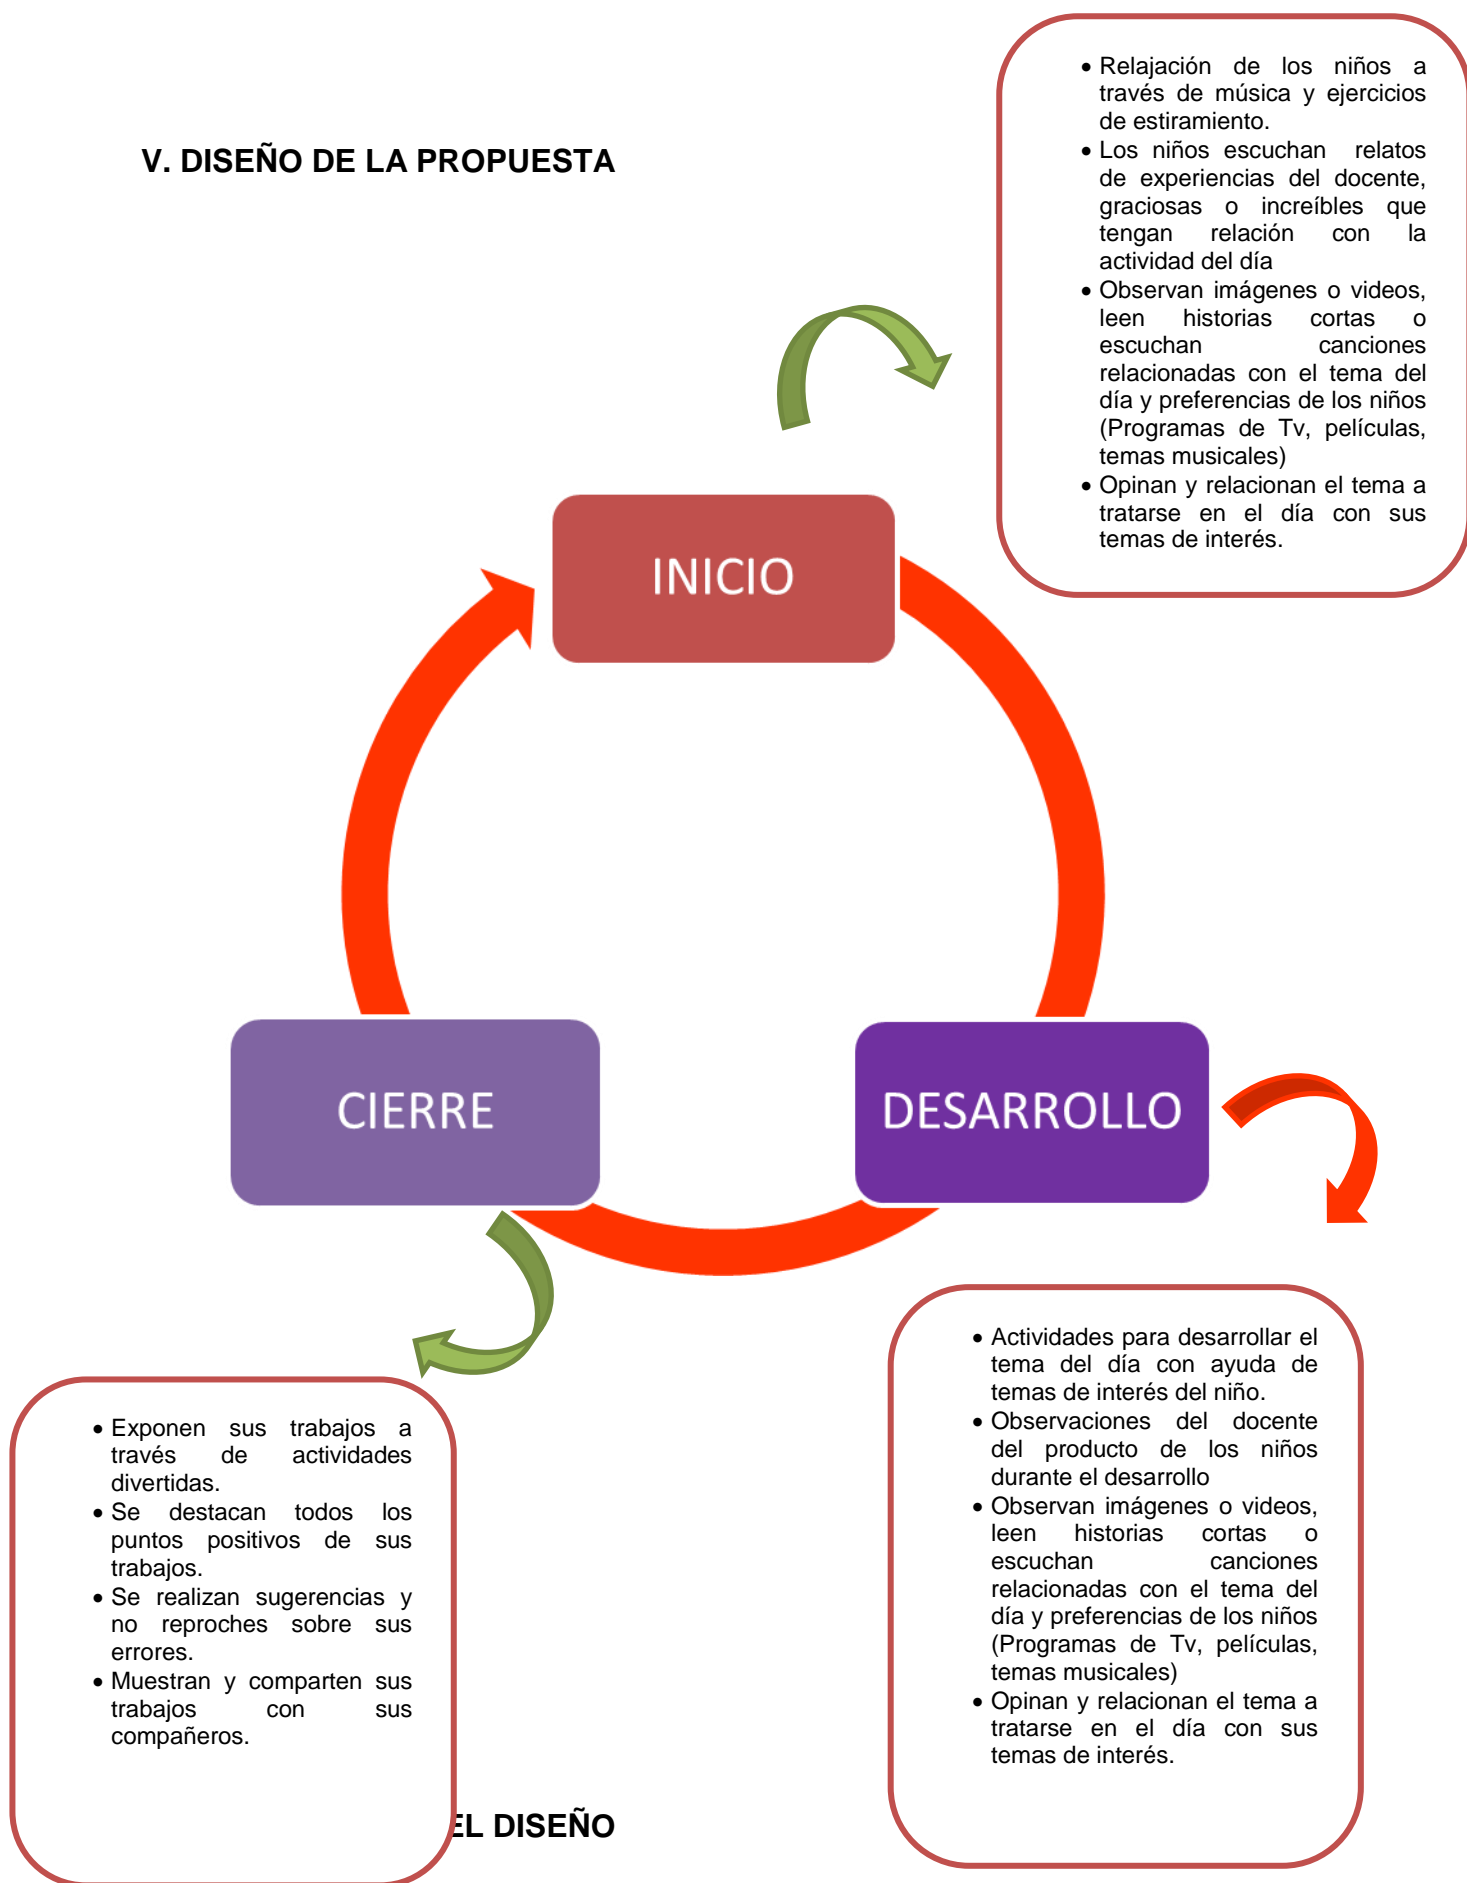 V. DISEÑO DE LA PROPUESTA
• Relajación de los niños a
través de música y ejercicios
de estiramiento.
• Los niños escuchan relatos
de experiencias del docente,
graciosas o increíbles que
tengan relación con la
actividad del día
• Observan imágenes o videos,
leen historias cortas o
escuchan canciones
relacionadas con el tema del
día y preferencias de los niños
(Programas de Tv, películas,
temas musicales)
• Opinan y relacionan el tema a
tratarse en el día con sus
temas de interés.
INICIO
DESARROLLO
CIERRE
• Actividades para desarrollar el
tema del día con ayuda de
temas de interés del niño.
• Observaciones del docente
del producto de los niños
durante el desarrollo
• Observan imágenes o videos,
leen historias cortas o
escuchan canciones
relacionadas con el tema del
día y preferencias de los niños
(Programas de Tv, películas,
temas musicales)
• Opinan y relacionan el tema a
tratarse en el día con sus
temas de interés.
• Exponen sus trabajos a
través de actividades
divertidas.
• Se destacan todos los
puntos positivos de sus
trabajos.
• Se realizan sugerencias y
no reproches sobre sus
errores.
• Muestran y comparten sus
trabajos con sus
compañeros.
EL DISEÑO